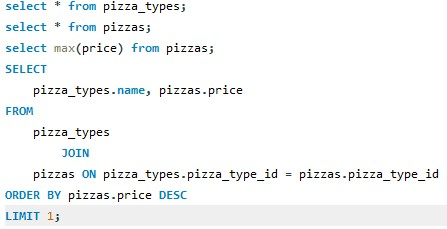 select * from pizza_types;
select * from pizzas;
select max(price) from pizzas;
SELECT
    pizza_types.name, pizzas.price
FROM
    pizza_types
        JOIN
    pizzas ON pizza_types.pizza_type_id = pizzas.pizza_type_id
ORDER BY pizzas.price DESC
LIMIT 1;